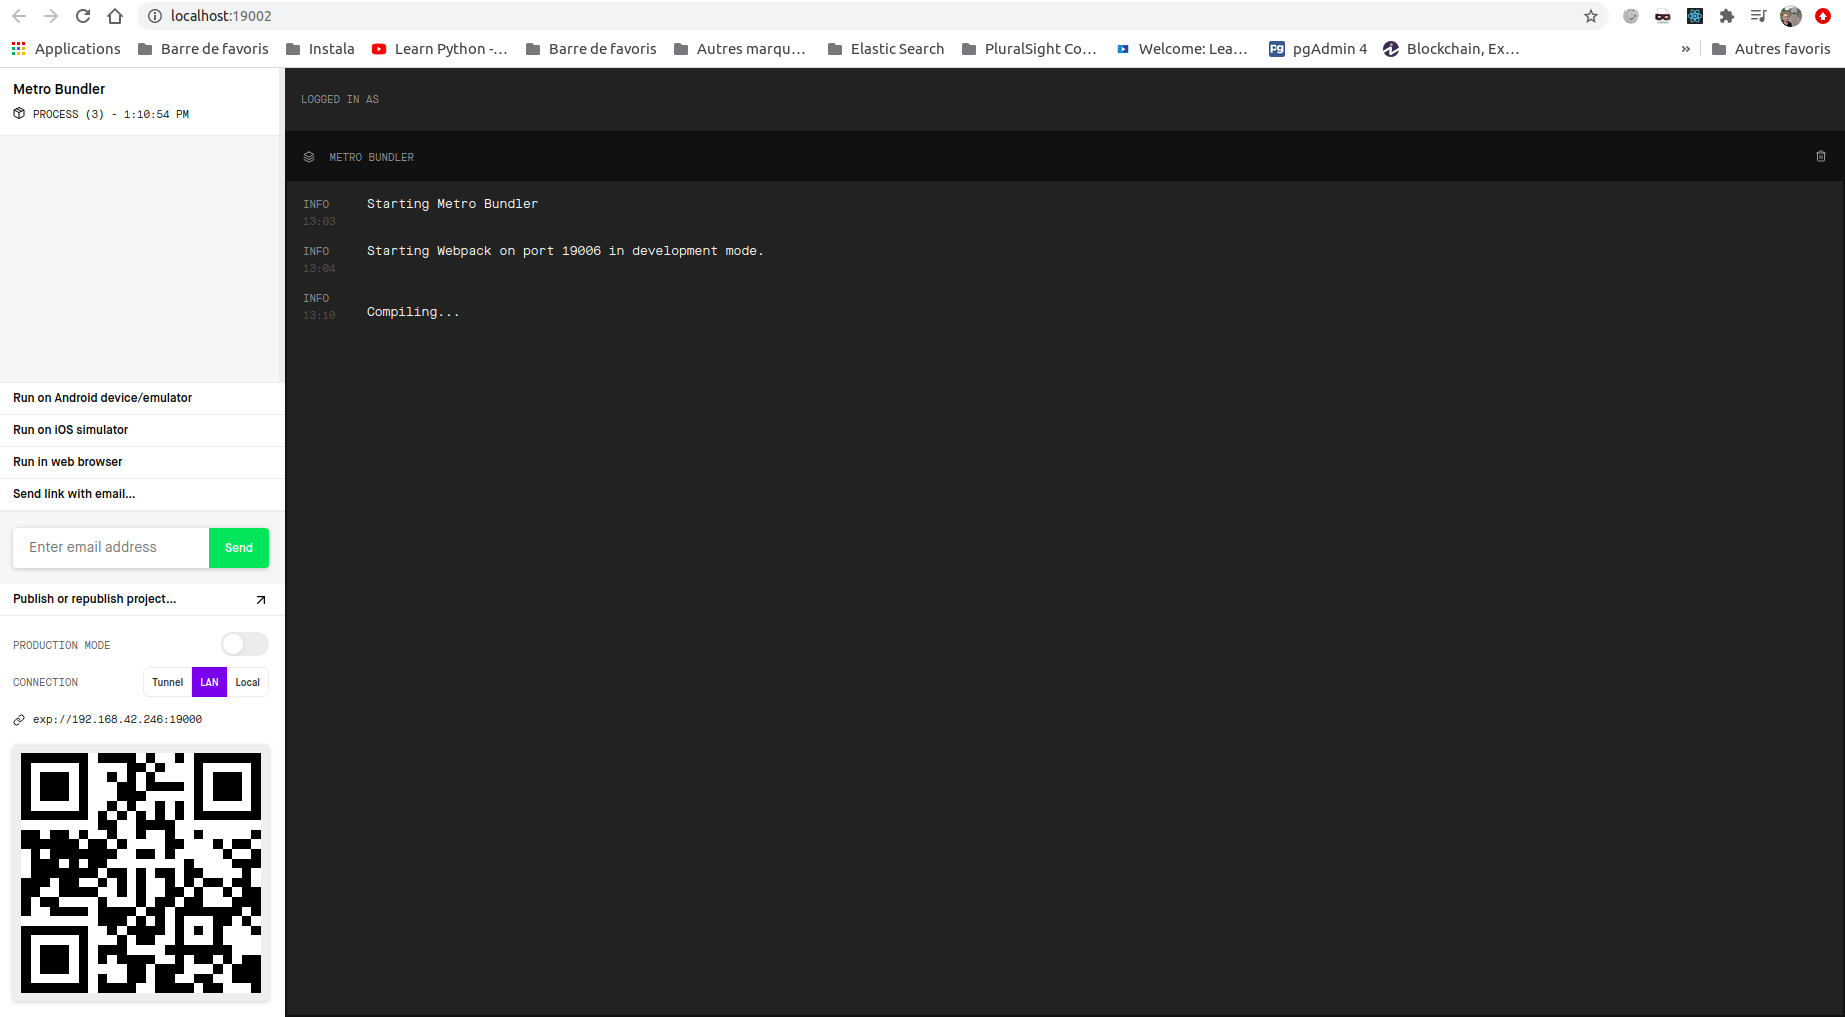 localhost:19002
Applications Barre de favoris Instala Learn Python -... Barre de favoris Autres marqu... Elastic Search PluralSight Co... Welcome: Lea... pgAdmin 4 Blockchain, Ex... » Autres favoris
Metro Bundler
PROCESS (3) - 1:10:54 PM
Run on Android device/emulator
Run on iOS simulator
Run in web browser
Send link with email...
Enter email address Send
Publish or republish project...
PRODUCTION MODE
CONNECTION Tunnel LAN Local
exp://192.168.42.246:19000
LOGGED IN AS
METRO BUNDLER
INFO Starting Metro Bundler
13:03
INFO Starting Webpack on port 19006 in development mode.
13:04
INFO
13:10 Compiling...